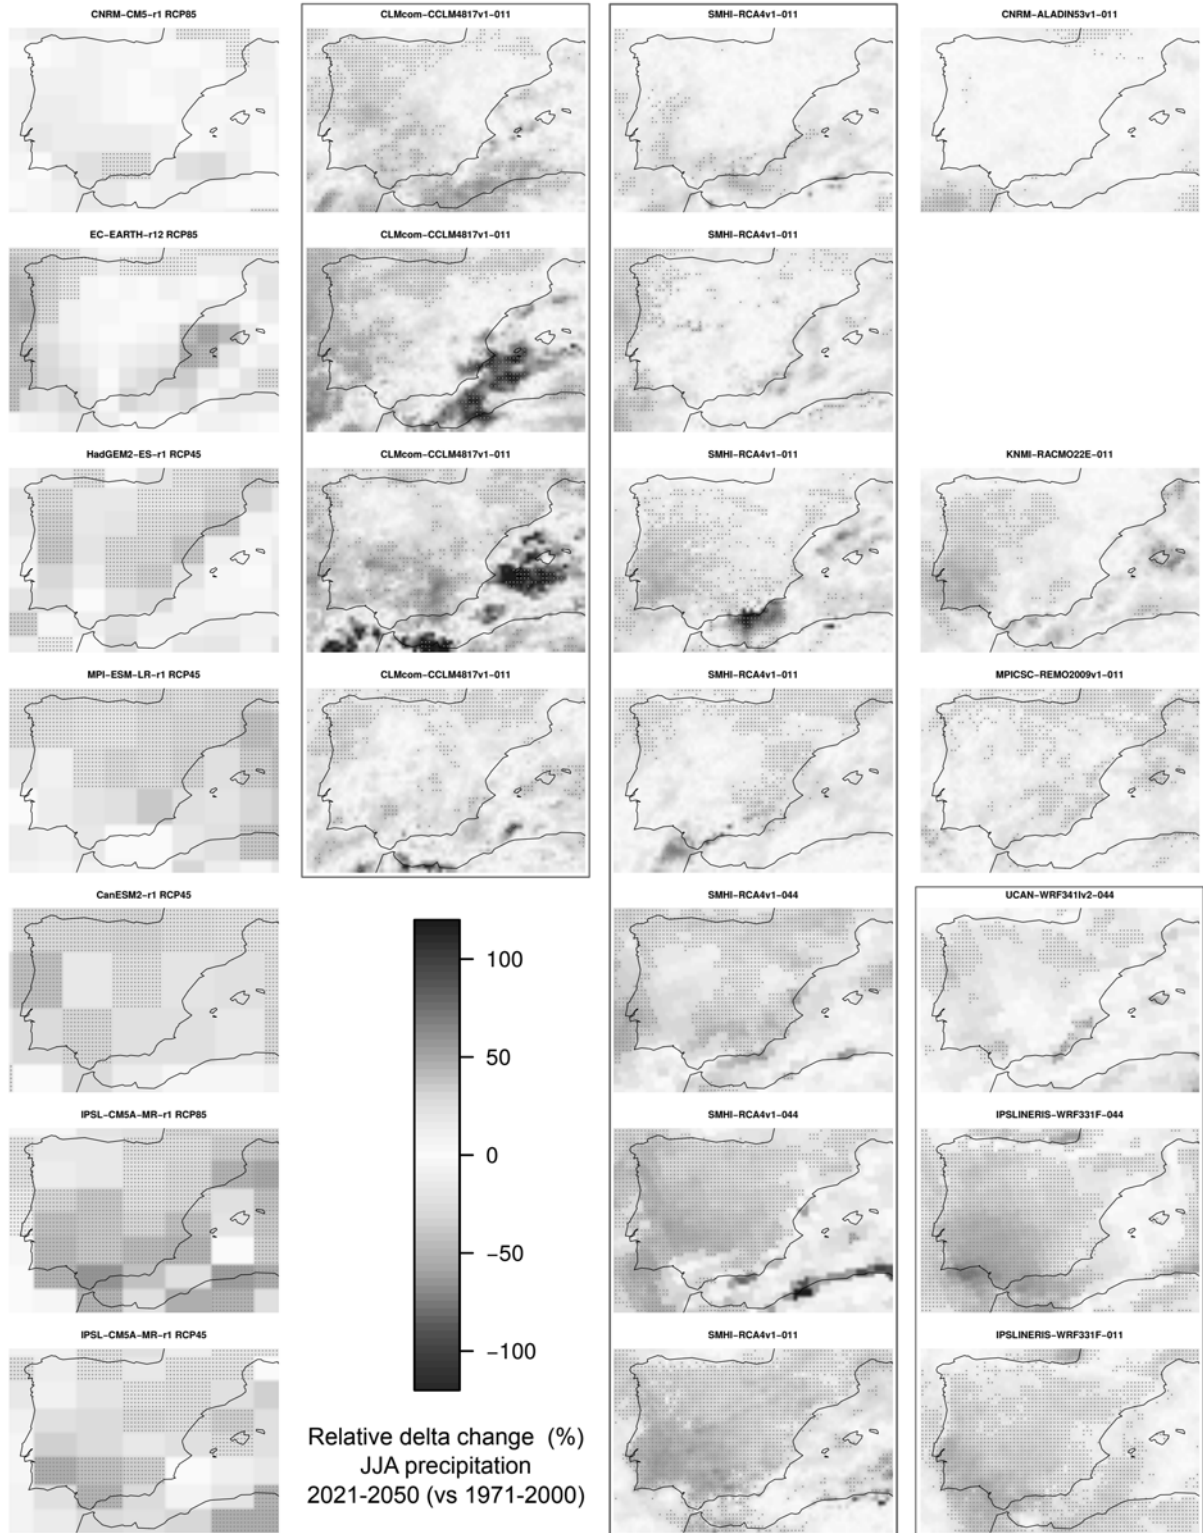 CNRM-CM5-r1 RCP85
CLMcom-CCLM4817v1-011
SMHI-RCA4v1-011
CNRM-ALADIN53v1-011
EC-EARTH-r12 RCP85
CLMcom-CCLM4817v1-011
SMHI-RCA4v1-011
HadGEM2-ES-r1 RCP45
CLMcom-CCLM4817v1-011
SMHI-RCA4v1-011
KNMI-RACMO22E-011
MPI-ESM-LR-r1 RCP45
CLMcom-CCLM4817v1-011
SMHI-RCA4v1-011
MPICSC-REMO2009v1-011
CanESM2-r1 RCP45
SMHI-RCA4v1-044
UCAN-WRF341Iv2-044
IPSL-CM5A-MR-r1 RCP85
SMHI-RCA4v1-044
IPSLINERIS-WRF331F-044
IPSL-CM5A-MR-r1 RCP45
SMHI-RCA4v1-011
IPSLINERIS-WRF331F-011
100
50
0
-50
-100
Relative delta change (%)
JJA precipitation
2021-2050 (vs 1971-2000)